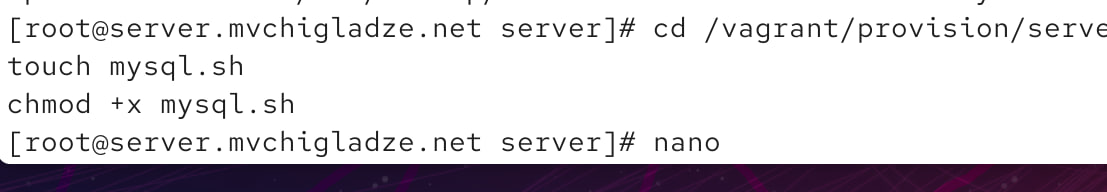 [root@server.mvchigladze.net server]# cd /vagrant/provision/serve
touch mysql.sh
chmod +x mysql.sh
[root@server.mvchigladze.net server]# nano